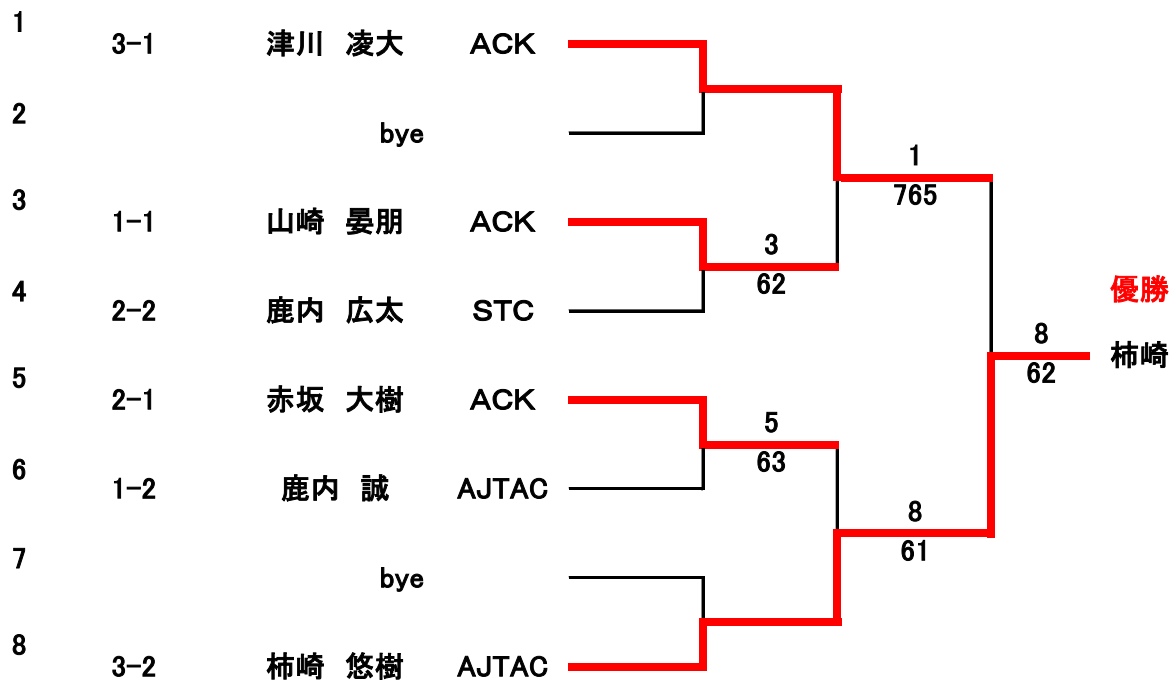 1
3-1 津川 凌大 ACK
2
bye
1
765
3
1-1 山崎 晏朋 ACK
3
62
4
2-2 鹿内 広太 STC
優勝
8
柿崎
62
5
2-1 赤坂 大樹 ACK
5
63
6
1-2 鹿内 誠 AJTAC
8
61
7
bye
8
3-2 柿崎 悠樹 AJTAC